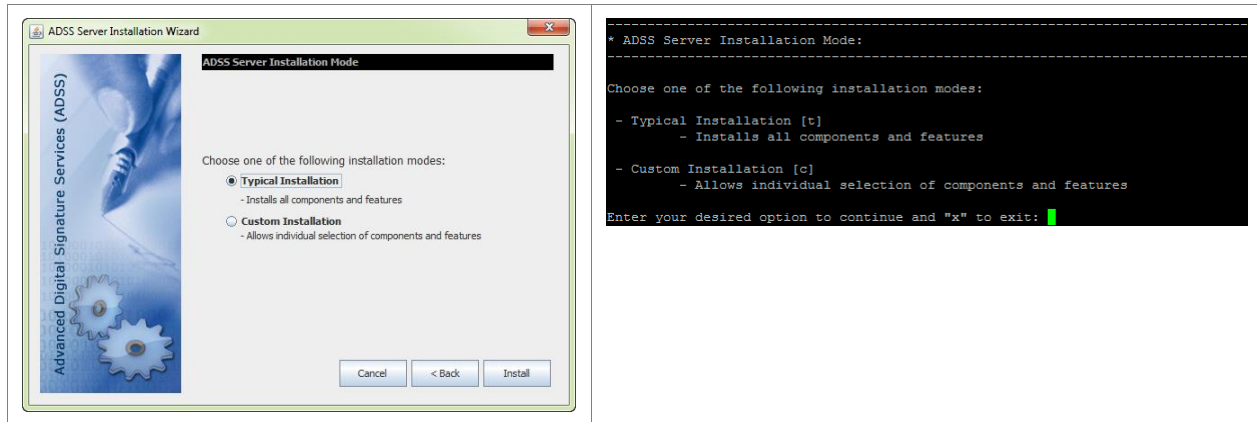 ADSS Server Installation Wizard
Advanced Digital Signature Services (ADSS)
ADSS Server Installation Mode
Choose one of the following installation modes:
Typical Installation
- Installs all components and features
Custom Installation
- Allows individual selection of components and features
Cancel
< Back
Install
--------------------------------------------------------------------------------
* ADSS Server Installation Mode:
--------------------------------------------------------------------------------
Choose one of the following installation modes:
- Typical Installation [t]
- Installs all components and features
- Custom Installation [c]
- Allows individual selection of components and features
Enter your desired option to continue and "x" to exit: